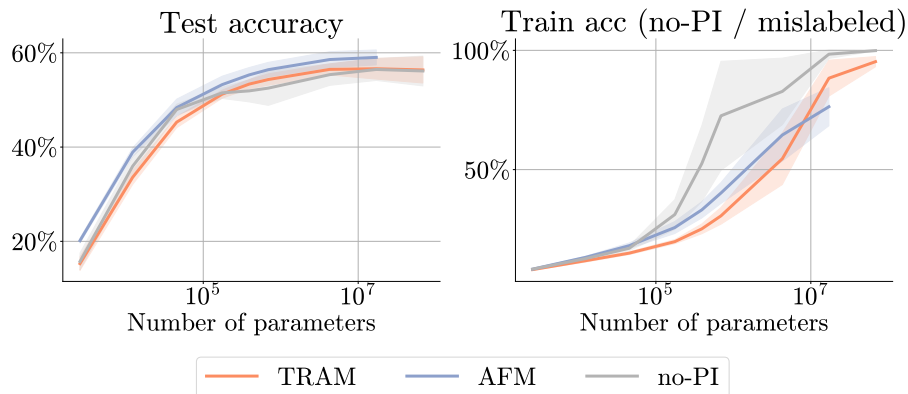 Test accuracy
60%
40%
20%
10^5
10^7
Number of parameters
Train acc (no-PI / mislabeled)
100%
50%
10^5
10^7
Number of parameters
TRAM
AFM
no-PI